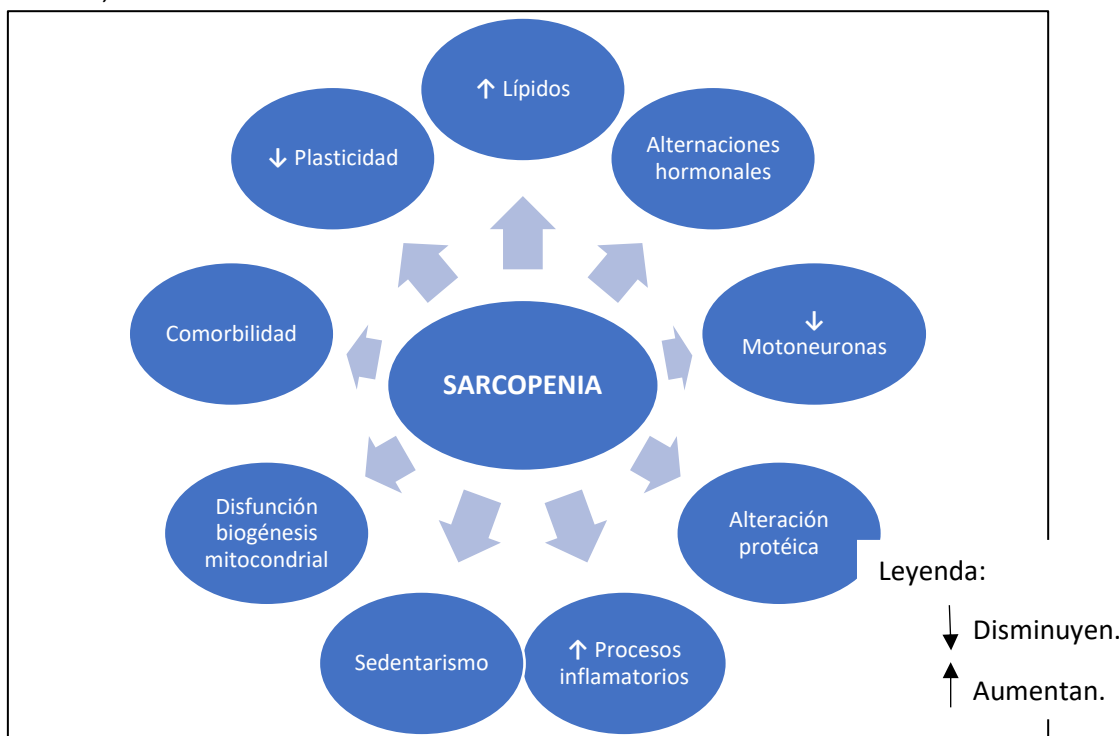 ↑ Lípidos
Alternaciones
hormonales
↓
Motoneuronas
Alteración
protéica
↑ Procesos
inflamatorios
Sedentarismo
Disfunción
biogénesis
mitocondrial
Comorbilidad
↓ Plasticidad
SARCOPENIA
Leyenda:
↓ Disminuyen.
↑ Aumentan.